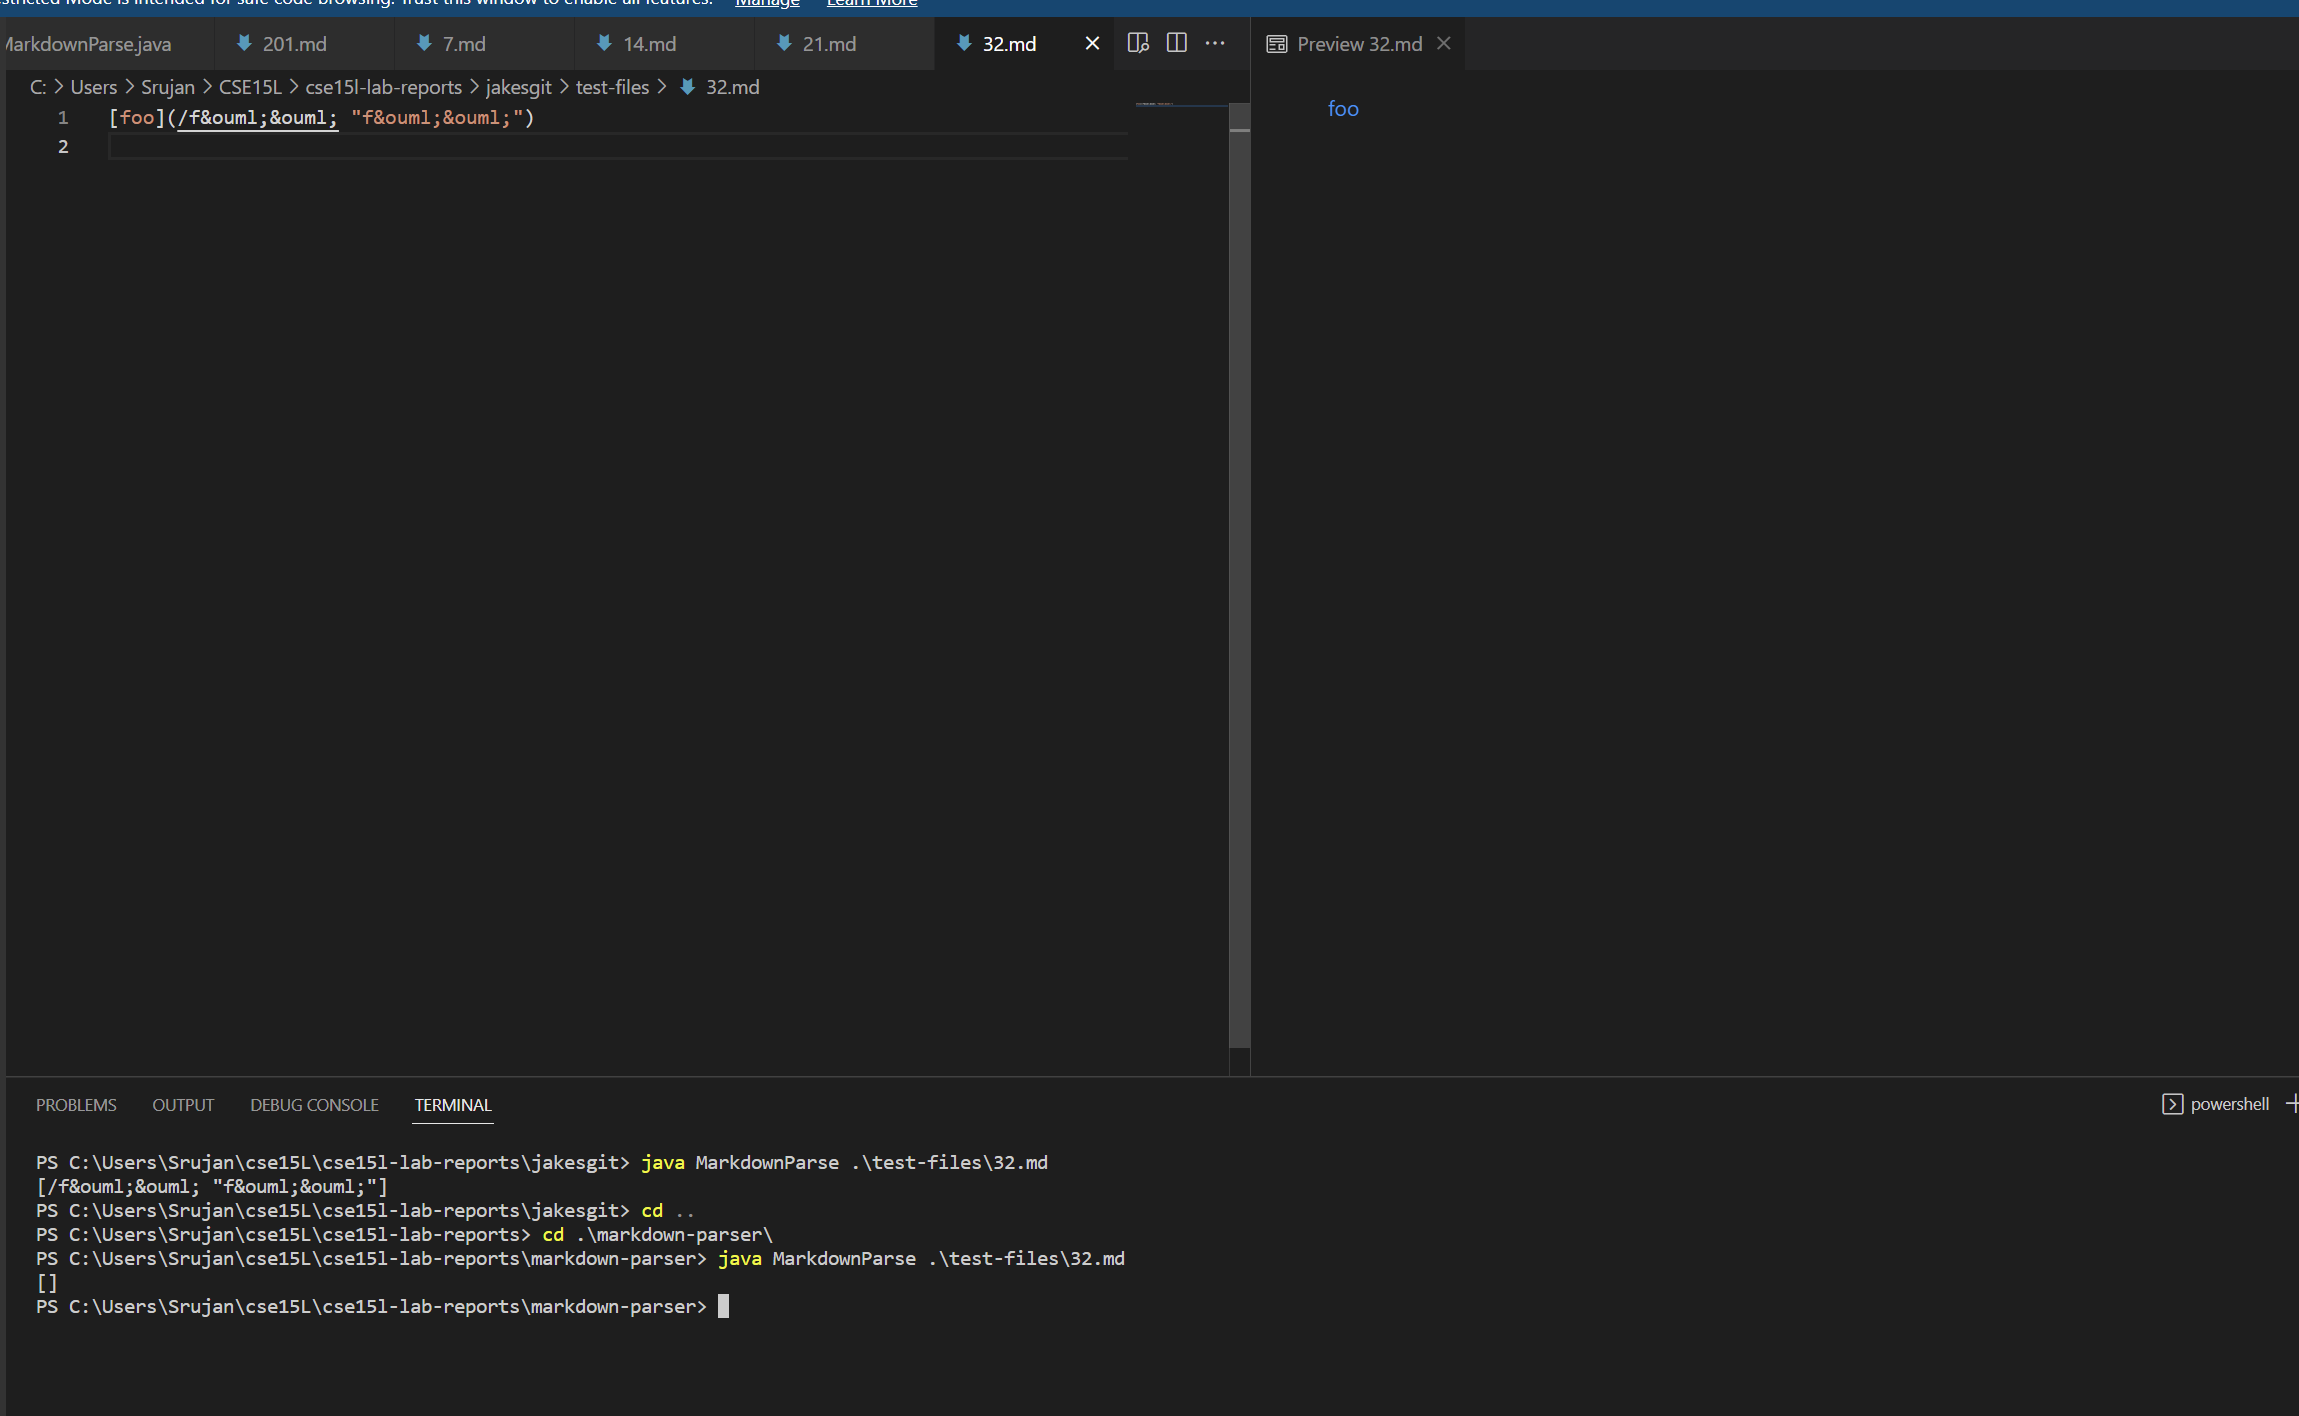 estricted Mode is intended for safe code browsing. Trust this window to enable all features. Manage Learn More
MarkdownParse.java 201.md 7.md 14.md 21.md 32.md Preview 32.md
C: > Users > Srujan > CSE15L > cse15l-lab-reports > jakesgit > test-files > 32.md
1 [foo](/f&ouml;&ouml; "f&ouml;&ouml;")
2
foo
PROBLEMS OUTPUT DEBUG CONSOLE TERMINAL powershell
PS C:\Users\Srujan\cse15L\cse15l-lab-reports\jakesgit> java MarkdownParse .\test-files\32.md
[/f&ouml;&ouml; "f&ouml;&ouml;"]
PS C:\Users\Srujan\cse15L\cse15l-lab-reports\jakesgit> cd ..
PS C:\Users\Srujan\cse15L\cse15l-lab-reports> cd .\markdown-parser\
PS C:\Users\Srujan\cse15L\cse15l-lab-reports\markdown-parser> java MarkdownParse .\test-files\32.md
[]
PS C:\Users\Srujan\cse15L\cse15l-lab-reports\markdown-parser>